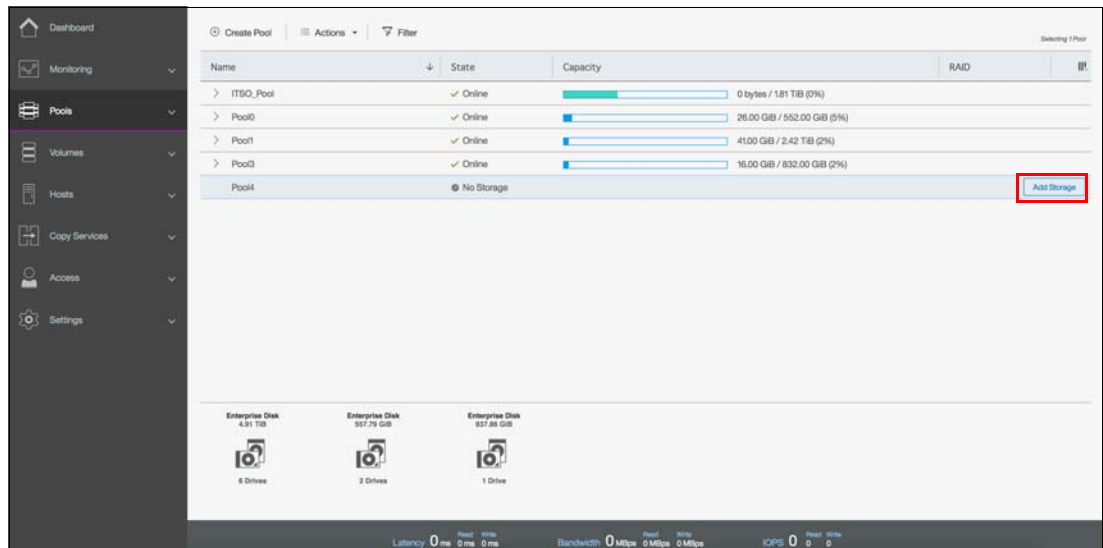 Dashboard
Monitoring
Pools
Volumes
Hosts
Copy Services
Access
Settings
Create Pool Actions Filter
Selecting 1 Pool
Name State Capacity RAID
ITSO_Pool Online 0 bytes / 1.81 TiB (0%)
Pool0 Online 26.00 GiB / 552.00 GiB (5%)
Pool1 Online 41.00 GiB / 2.42 TiB (2%)
Pool3 Online 16.00 GiB / 832.00 GiB (2%)
Pool4 No Storage Add Storage
Enterprise Disk Enterprise Disk Enterprise Disk
4.91 TiB 557.79 GiB 837.86 GiB
6 Drives 2 Drives 1 Drive
Read Write Read Write Read Write
Latency 0 ms 0 ms 0 ms Bandwidth 0 MBps 0 MBps 0 MBps IOPS 0 0 0